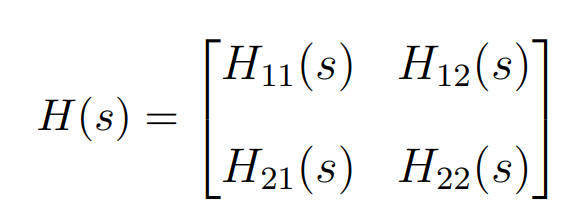 H(s) = [ H₁₁(s) H₁₂(s)
H₂₁(s) H₂₂(s) ]